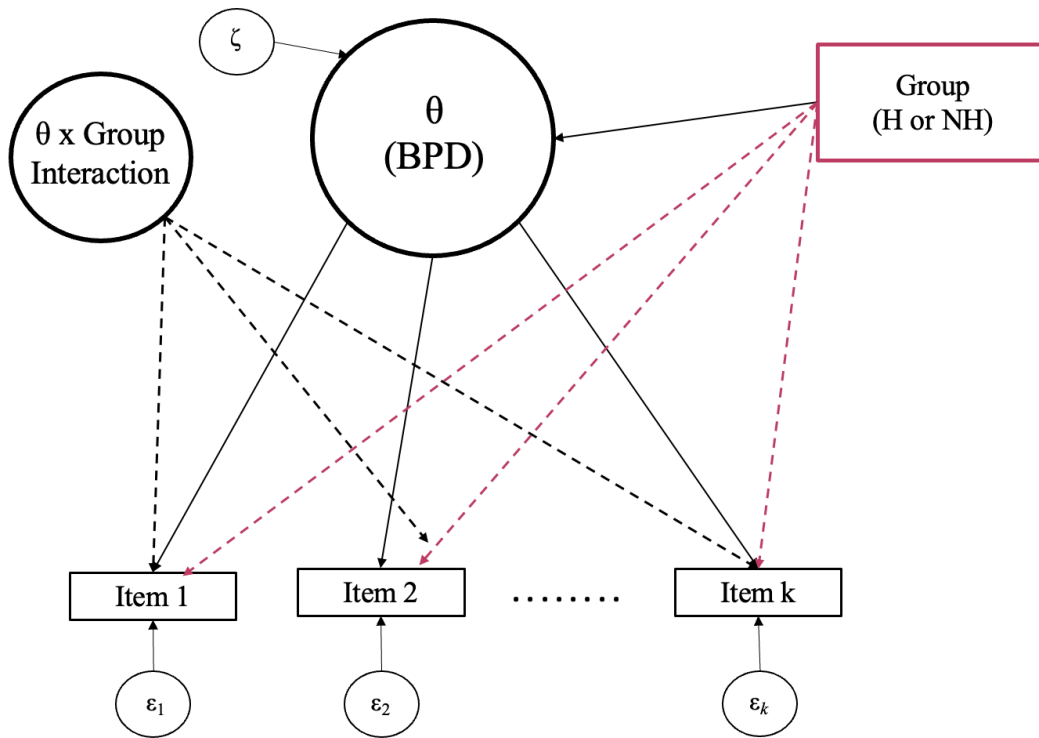 ζ
θ
(BPD)
Group
(H or NH)
θ x Group
Interaction
Item 1
Item 2
........
Item k
ε1
ε2
εk